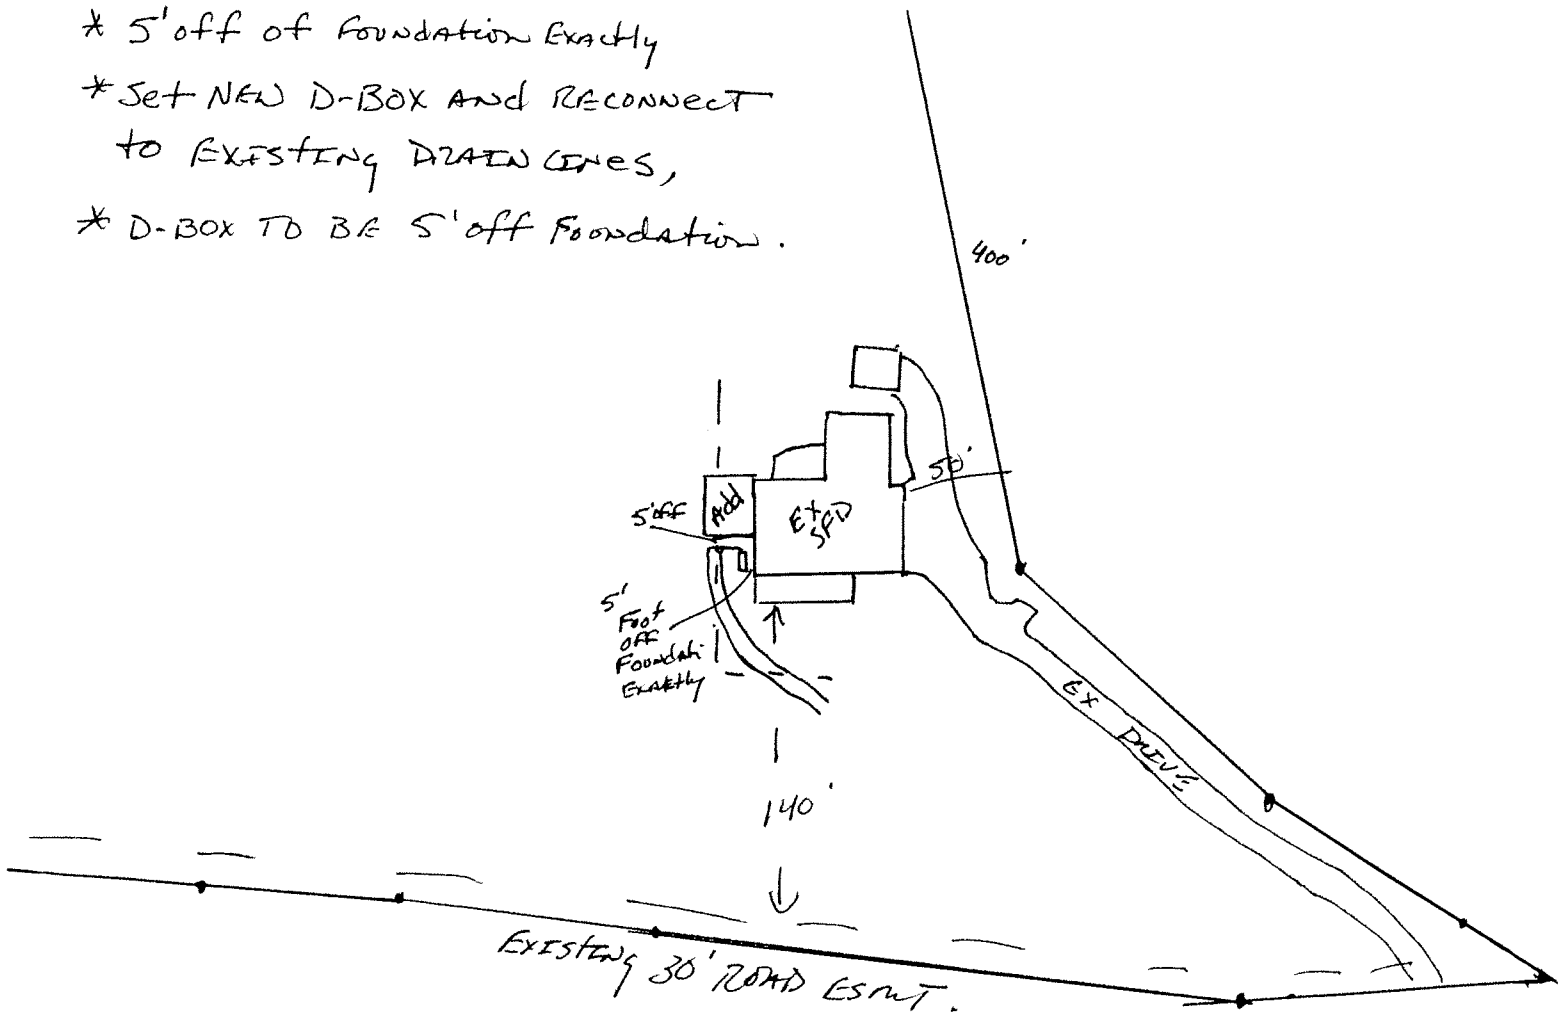 * 5' off of Foundation Exactly
* Set NEW D-BOX AND RECONNECT
to EXISTING DRAIN LINES,
* D-BOX TO BE 5' off Foundation.
400'
50'
Add
EX
SFD
5' off
5'
Foot
OFF
Foundati
Exactly
EX DRIVE
140'
EXISTING 30' ROAD ESMT.